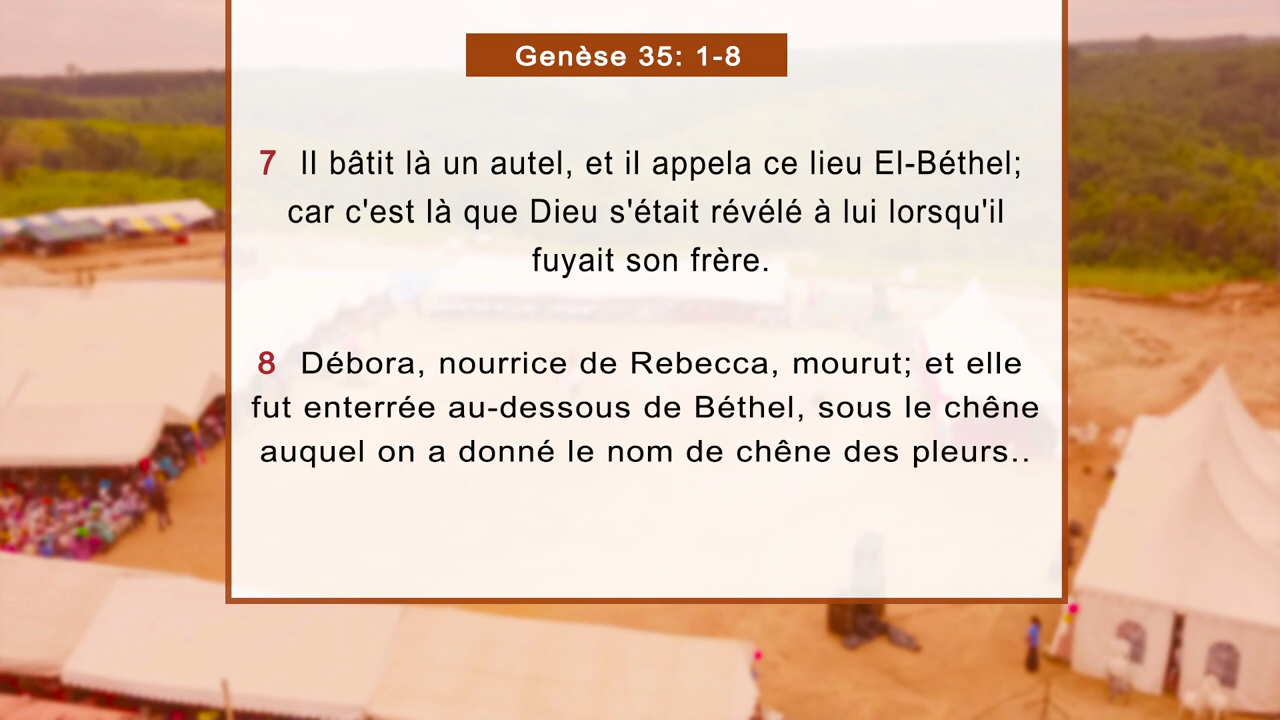 Genèse 35: 1-8
7 Il bâtit là un autel, et il appela ce lieu El-Béthel;
car c'est là que Dieu s'était révélé à lui lorsqu'il
fuyait son frère.
8 Débora, nourrice de Rebecca, mourut; et elle
fut enterrée au-dessous de Béthel, sous le chêne
auquel on a donné le nom de chêne des pleurs..